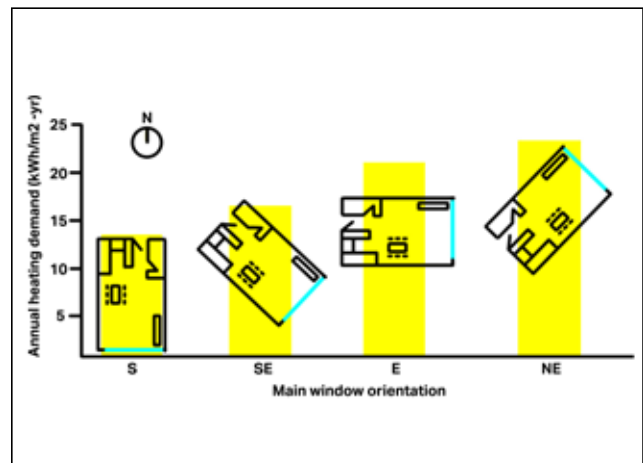 N
Annual heating demand (kWh/m2 -yr)
25
20
15
10
5
S SE E NE
Main window orientation